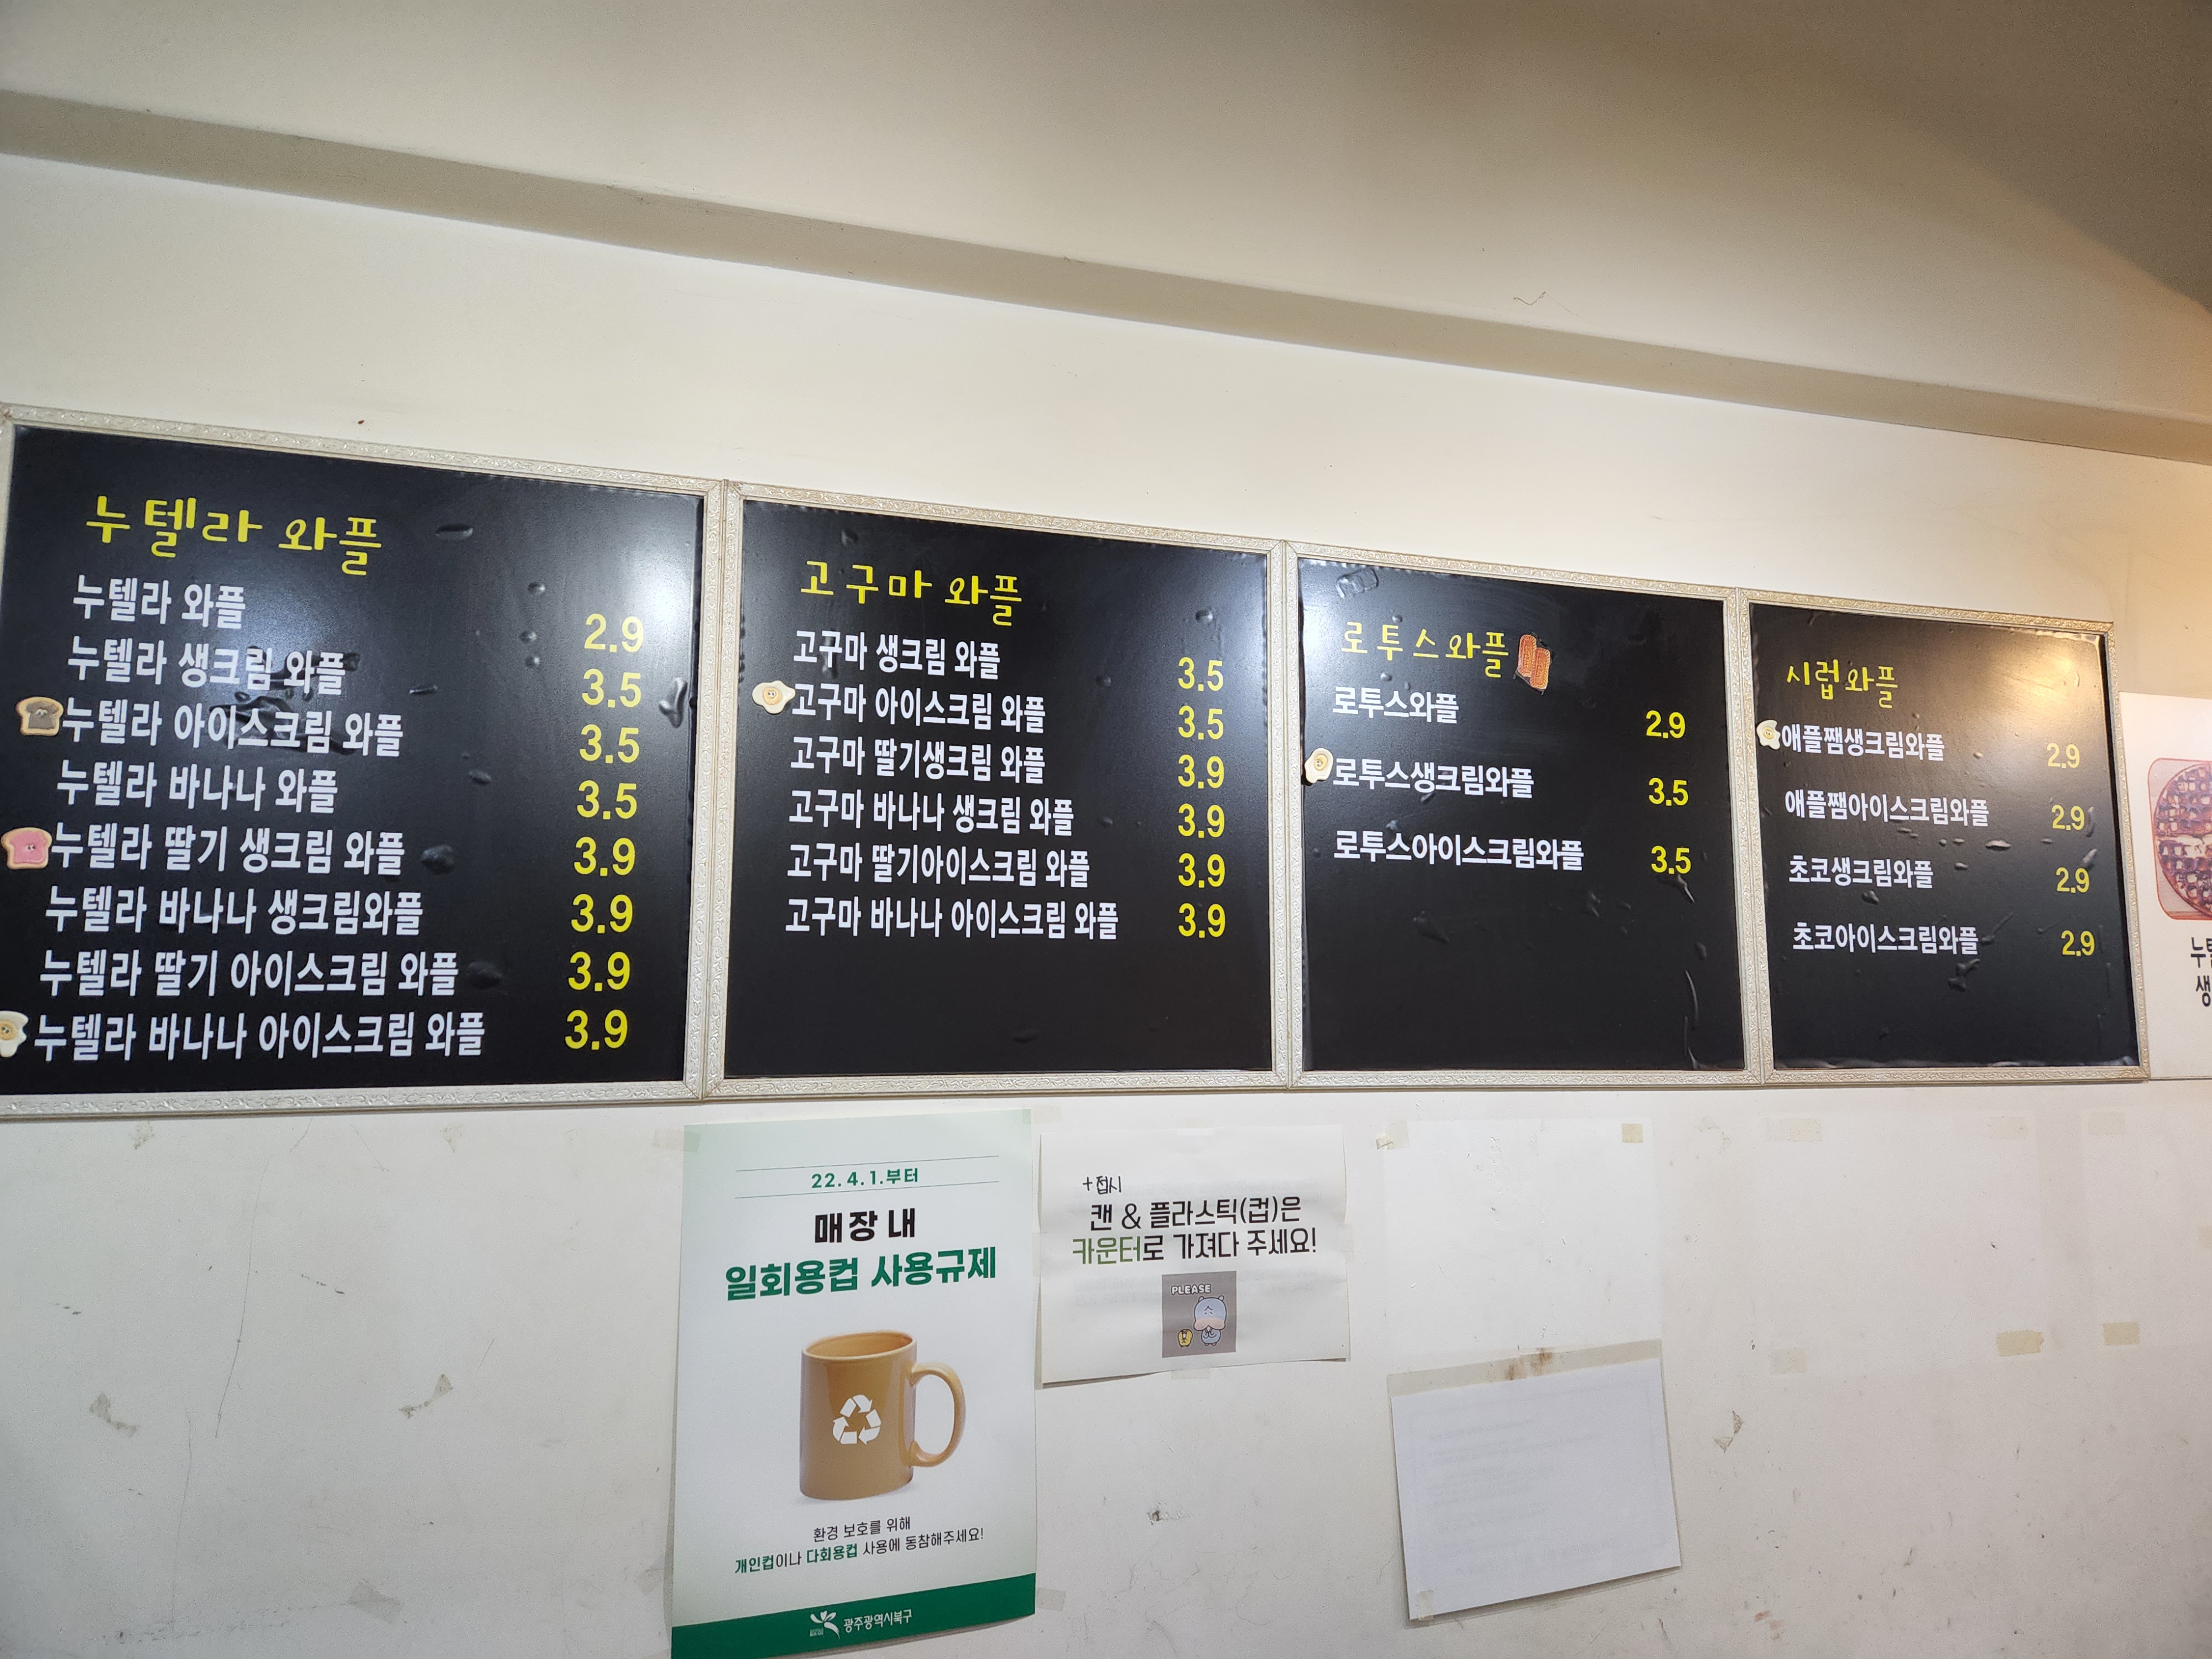 누텔라 와플
누텔라 와플 2.9
누텔라 생크림 와플 3.5
누텔라 아이스크림 와플 3.5
누텔라 바나나 와플 3.5
누텔라 딸기 생크림 와플 3.9
누텔라 바나나 생크림와플 3.9
누텔라 딸기 아이스크림 와플 3.9
누텔라 바나나 아이스크림 와플 3.9
고구마 와플
고구마 생크림 와플 3.5
고구마 아이스크림 와플 3.5
고구마 딸기생크림 와플 3.9
고구마 바나나 생크림 와플 3.9
고구마 딸기아이스크림 와플 3.9
고구마 바나나 아이스크림 와플 3.9
로투스와플
로투스와플 2.9
로투스생크림와플 3.5
로투스아이스크림와플 3.5
시럽와플
애플쨈생크림와플 2.9
애플쨈아이스크림와플 2.9
초코생크림와플 2.9
초코아이스크림와플 2.9
22.4.1.부터
매장 내
일회용컵 사용규제
환경 보호를 위해
개인컵이나 다회용컵 사용에 동참해주세요!
광주광역시북구
+접시
캔 & 플라스틱(컵)은
카운터로 가져다 주세요!
PLEASE